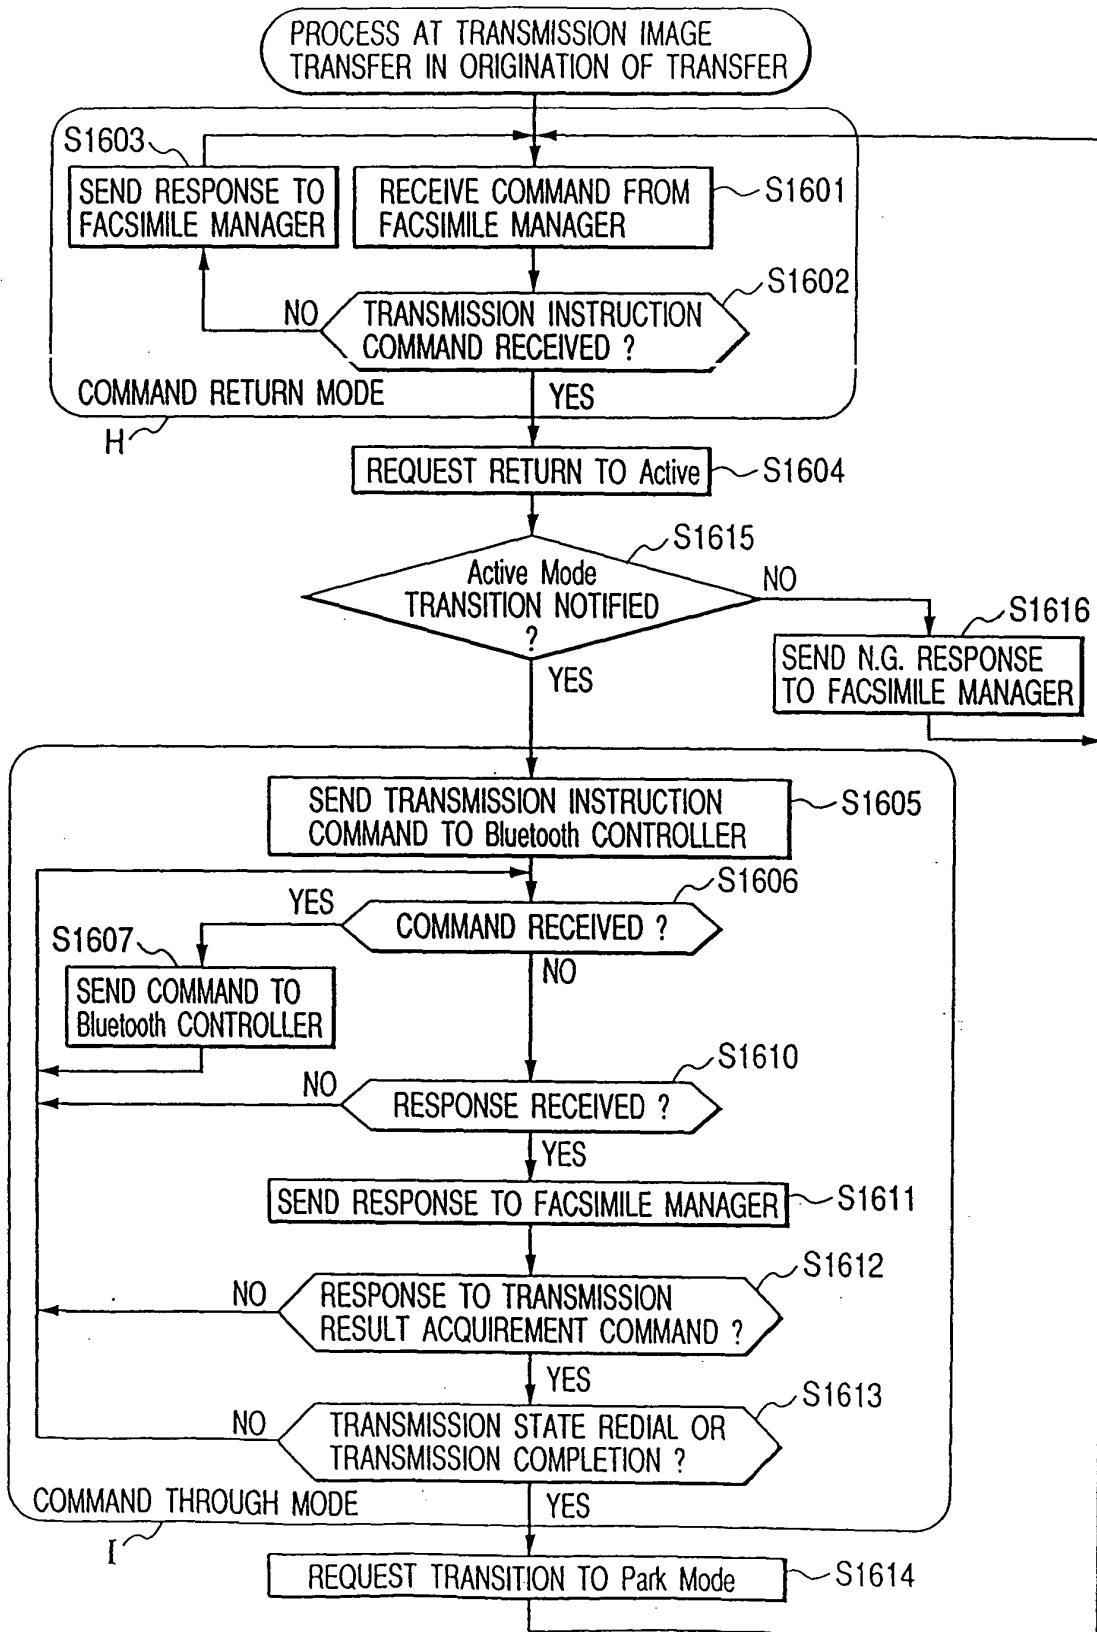 PROCESS AT TRANSMISSION IMAGE
TRANSFER IN ORIGINATION OF TRANSFER
S1603
SEND RESPONSE TO
FACSIMILE MANAGER
RECEIVE COMMAND FROM
FACSIMILE MANAGER
S1601
S1602
NO
TRANSMISSION INSTRUCTION
COMMAND RECEIVED ?
COMMAND RETURN MODE
YES
H
REQUEST RETURN TO Active
S1604
S1615
Active Mode
TRANSITION NOTIFIED
?
NO
S1616
SEND N.G. RESPONSE
TO FACSIMILE MANAGER
YES
SEND TRANSMISSION INSTRUCTION
COMMAND TO Bluetooth CONTROLLER
S1605
S1606
YES
COMMAND RECEIVED ?
S1607
NO
SEND COMMAND TO
Bluetooth CONTROLLER
S1610
NO
RESPONSE RECEIVED ?
YES
SEND RESPONSE TO FACSIMILE MANAGER
S1611
S1612
NO
RESPONSE TO TRANSMISSION
RESULT ACQUIREMENT COMMAND ?
YES
S1613
NO
TRANSMISSION STATE REDIAL OR
TRANSMISSION COMPLETION ?
COMMAND THROUGH MODE
YES
I
REQUEST TRANSITION TO Park Mode
S1614